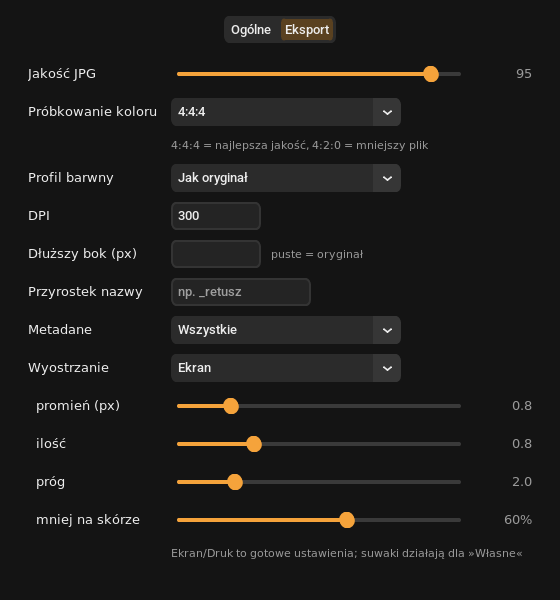 Ogólne Eksport
Jakość JPG 95
Próbkowanie koloru 4:4:4
4:4:4 = najlepsza jakość, 4:2:0 = mniejszy plik
Profil barwny Jak oryginał
DPI 300
Dłuższy bok (px) puste = oryginał
Przyrostek nazwy np. _retusz
Metadane Wszystkie
Wyostrzanie Ekran
promień (px) 0.8
ilość 0.8
próg 2.0
mniej na skórze 60%
Ekran/Druk to gotowe ustawienia; suwaki działają dla »Własne«